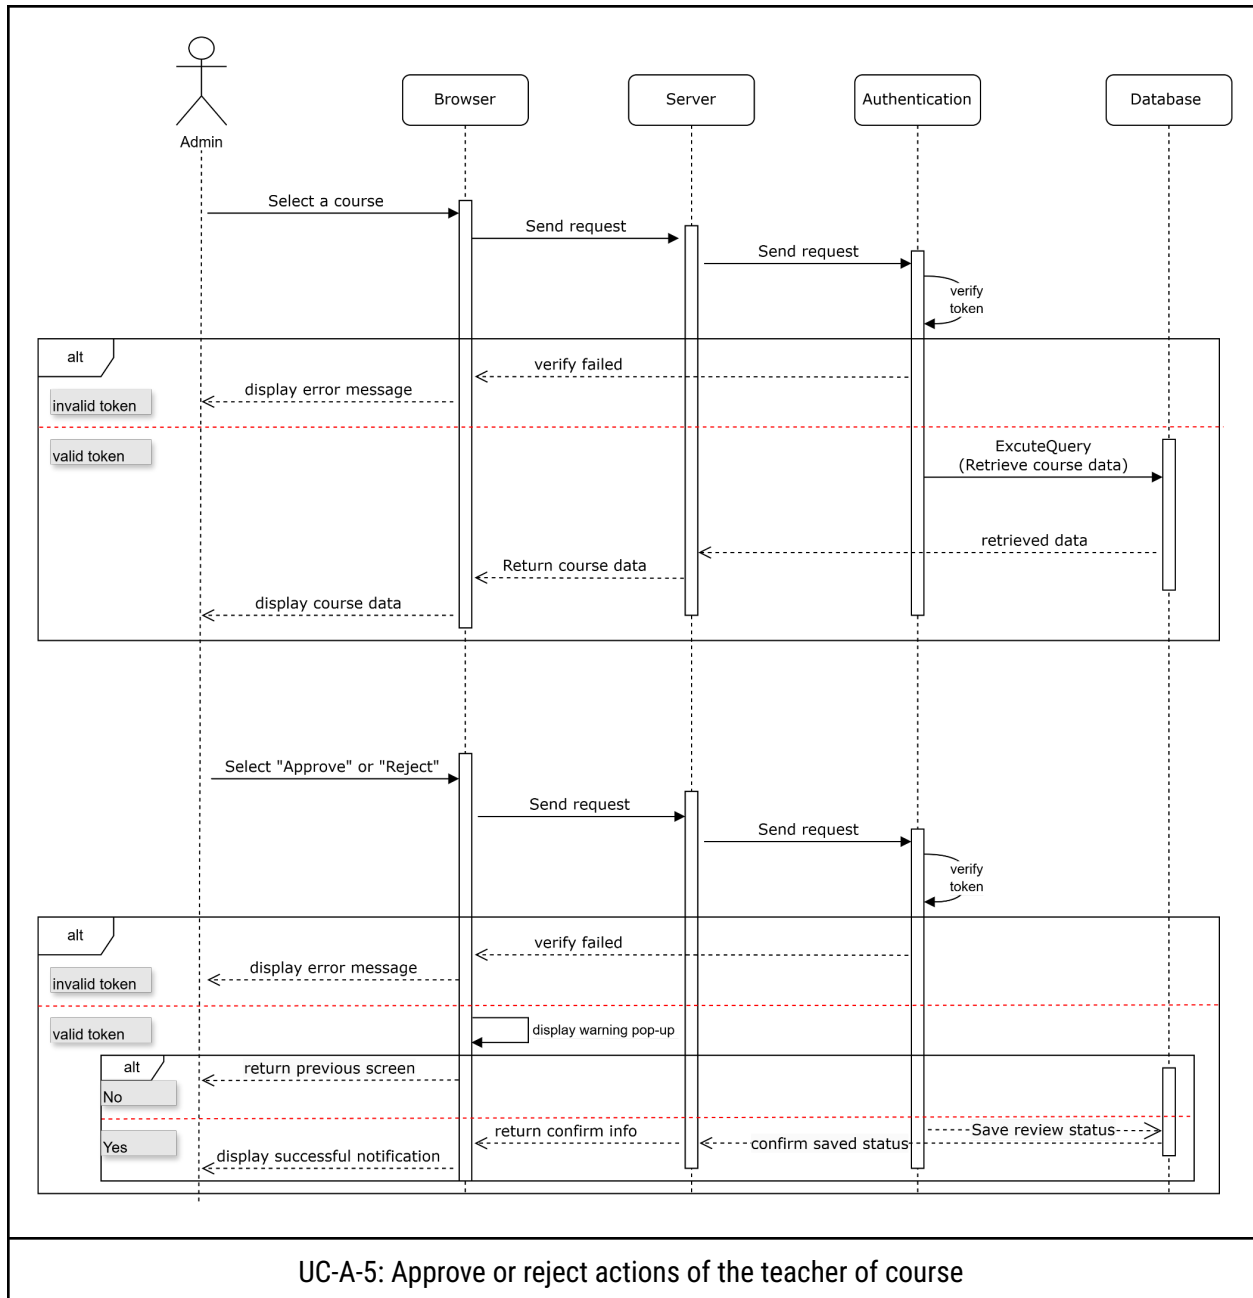 Admin
Browser
Server
Authentication
Database
Select a course
Send request
Send request
verify
token
alt
verify failed
display error message
invalid token
valid token
ExcuteQuery
(Retrieve course data)
retrieved data
Return course data
display course data
Select "Approve" or "Reject"
Send request
Send request
verify
token
alt
verify failed
display error message
invalid token
valid token
display warning pop-up
alt
return previous screen
No
Save review status
return confirm info
confirm saved status
Yes
display successful notification
UC-A-5: Approve or reject actions of the teacher of course